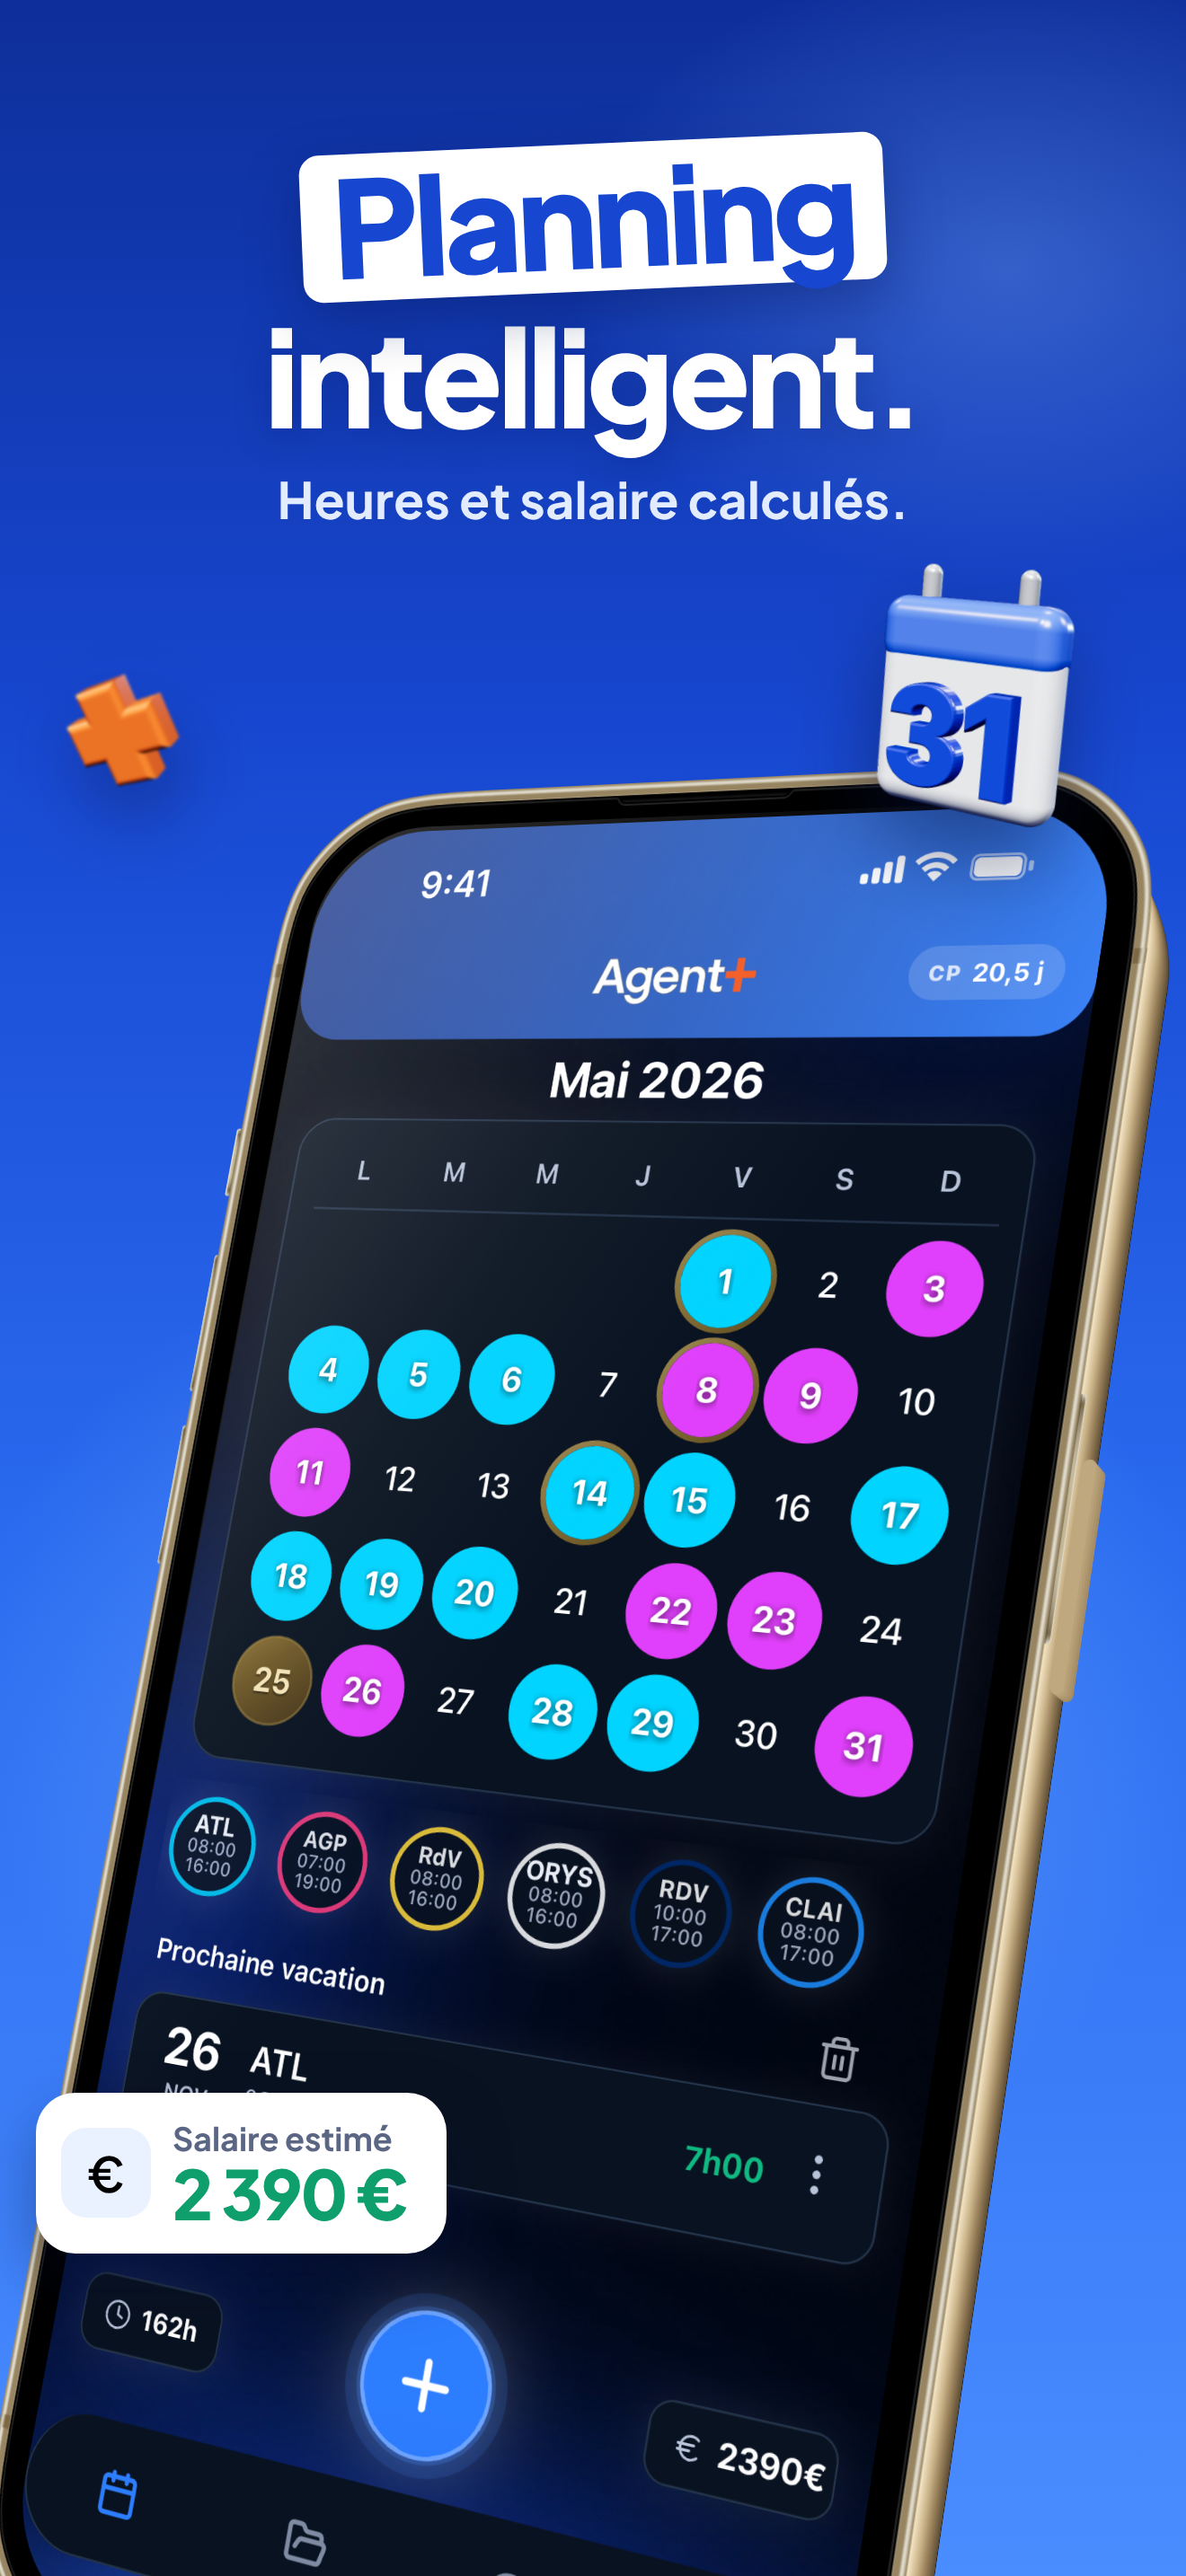 Planning
intelligent.
Heures et salaire calculés.
31
9:41
Agent+
CP 20,5 j
Mai 2026
L M M J V S D
1 2 3
4 5 6 7 8 9 10
11 12 13 14 15 16 17
18 19 20 21 22 23 24
25 26 27 28 29 30 31
ATL 08:00 16:00
AGP 07:00 19:00
RdV 08:00 16:00
ORYS 08:00 16:00
RDV 10:00 17:00
CLAI 08:00 17:00
Prochaine vacation
26 ATL
7h00
€ Salaire estimé
2 390 €
162h
+
€ 2390€